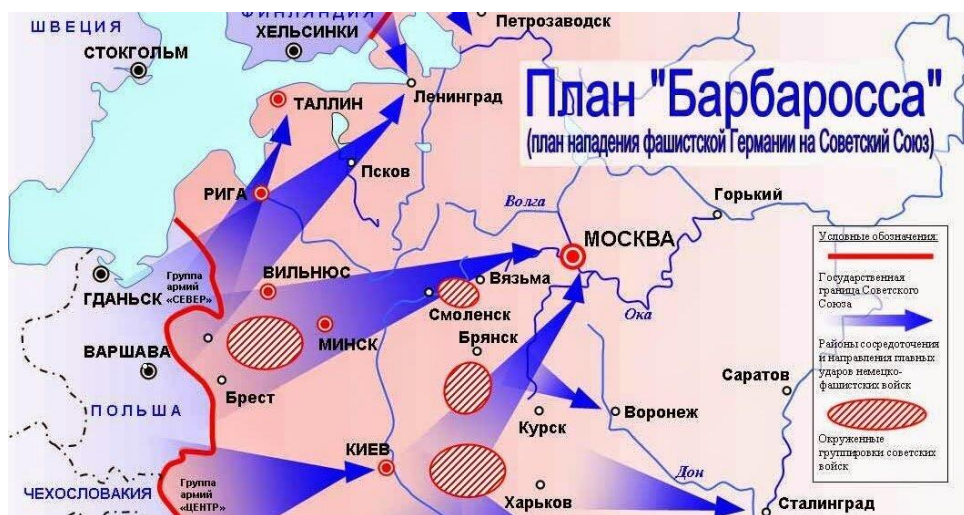 ШВЕЦИЯ
ФИНЛЯНДИЯ
Петрозаводск
ХЕЛЬСИНКИ
СТОКГОЛЬМ
Ленинград
ТАЛЛИН
План "Барбаросса"
(план нападения фашистской Германии на Советский Союз)
Псков
РИГА
Волга
Горький
МОСКВА
Условные обозначения:
Государственная
граница Советского
Союза
Районы сосредоточения
и направления главных
ударов немецко-
фашистских войск
Окруженные
группировки советских
войск
Группа
армий
«СЕВЕР»
ГДАНЬСК
ВИЛЬНЮС
Вязьма
Смоленск
Ока
МИНСК
Брянск
ВАРШАВА
Брест
Саратов
ПОЛЬША
Курск
Воронеж
КИЕВ
Дон
Харьков
ЧЕХОСЛОВАКИЯ
Группа
армий
«ЦЕНТР»
Сталинград